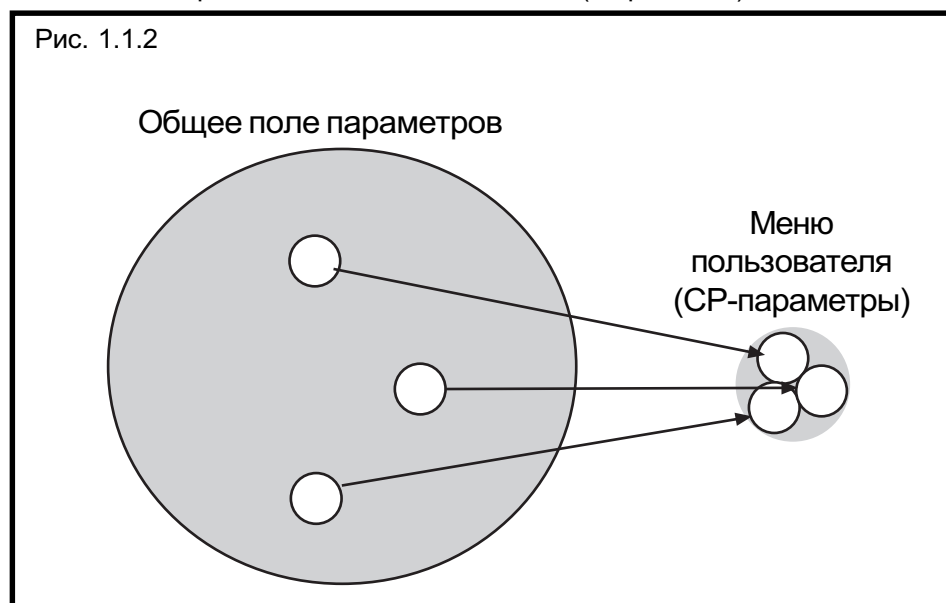 Рис. 1.1.2
Общее поле параметров
Меню
пользователя
(СР-параметры)